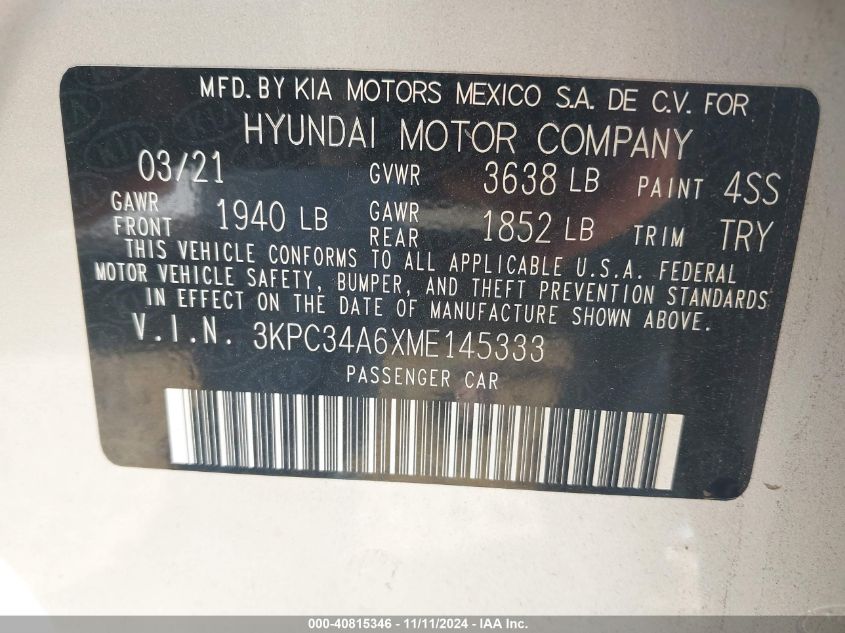 MFD. BY KIA MOTORS MEXICO S.A. DE C.V. FOR
HYUNDAI MOTOR COMPANY
03/21 GVWR 3638 LB PAINT 4SS
GAWR FRONT 1940 LB GAWR REAR 1852 LB TRIM TRY
THIS VEHICLE CONFORMS TO ALL APPLICABLE U.S.A. FEDERAL
MOTOR VEHICLE SAFETY, BUMPER, AND THEFT PREVENTION STANDARDS
IN EFFECT ON THE DATE OF MANUFACTURE SHOWN ABOVE.
V.I.N. 3KPC34A6XME145333
PASSENGER CAR
000-40815346 - 11/11/2024 - IAA Inc.